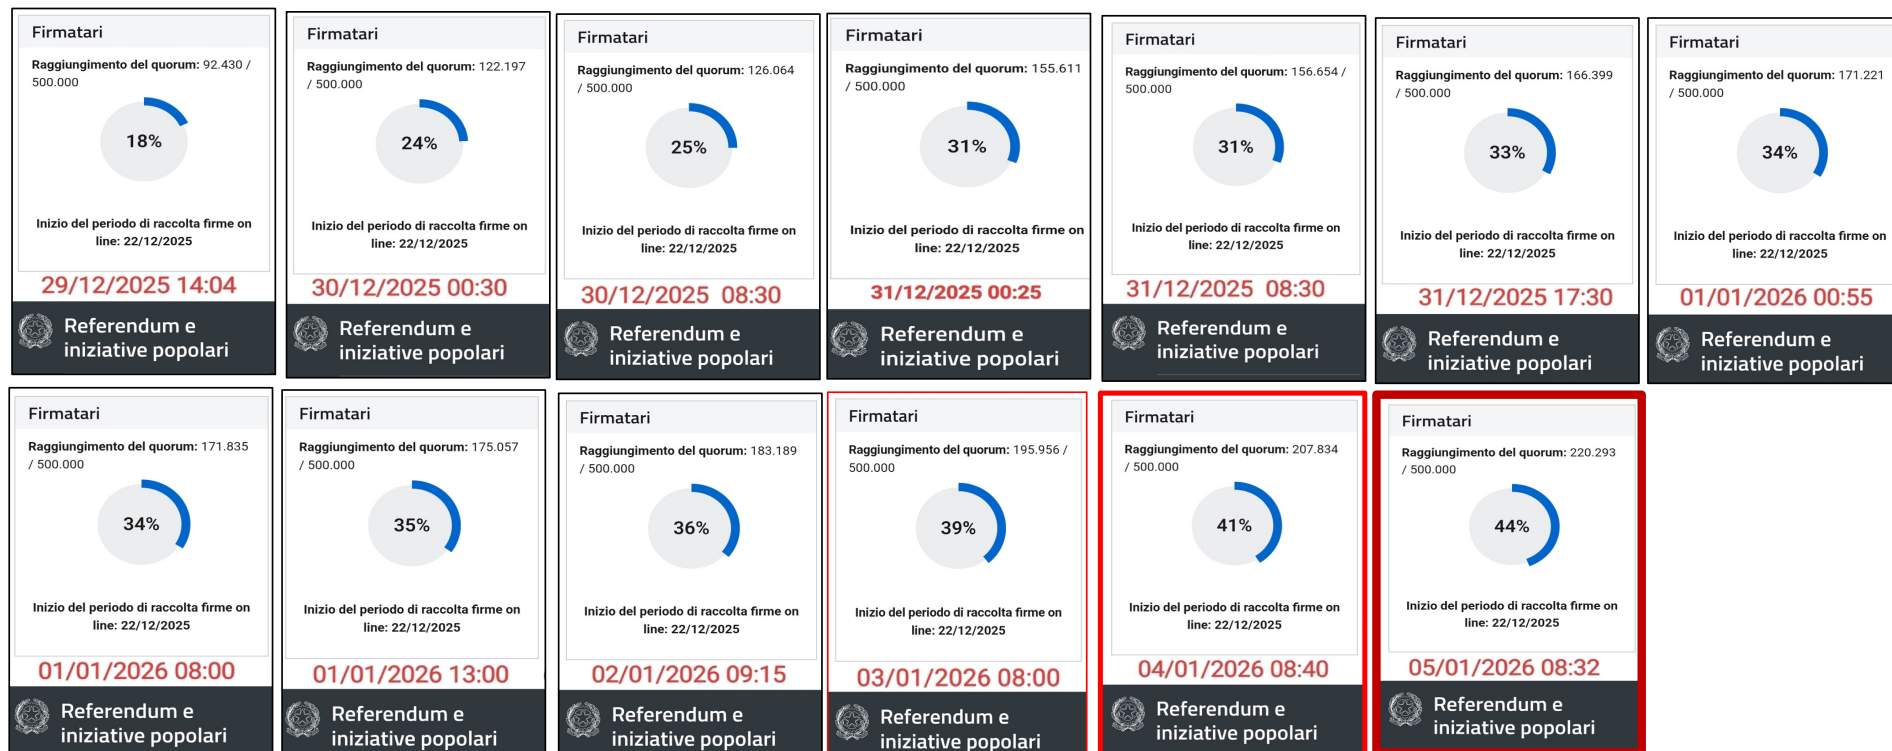 Firmatari
Raggiungimento del quorum: 92.430 /
500.000
18%
Inizio del periodo di raccolta firme on
line: 22/12/2025
29/12/2025 14:04
Referendum e
iniziative popolari
Firmatari
Raggiungimento del quorum: 122.197
/ 500.000
24%
Inizio del periodo di raccolta firme on
line: 22/12/2025
30/12/2025 00:30
Referendum e
iniziative popolari
Firmatari
Raggiungimento del quorum: 126.064
/ 500.000
25%
Inizio del periodo di raccolta firme on
line: 22/12/2025
30/12/2025 08:30
Referendum e
iniziative popolari
Firmatari
Raggiungimento del quorum: 155.611
/ 500.000
31%
Inizio del periodo di raccolta firme on
line: 22/12/2025
31/12/2025 00:25
Referendum e
iniziative popolari
Firmatari
Raggiungimento del quorum: 156.654 /
500.000
31%
Inizio del periodo di raccolta firme on
line: 22/12/2025
31/12/2025 08:30
Referendum e
iniziative popolari
Firmatari
Raggiungimento del quorum: 166.399
/ 500.000
33%
Inizio del periodo di raccolta firme on
line: 22/12/2025
31/12/2025 17:30
Referendum e
iniziative popolari
Firmatari
Raggiungimento del quorum: 171.221
/ 500.000
34%
Inizio del periodo di raccolta firme on
line: 22/12/2025
01/01/2026 00:55
Referendum e
iniziative popolari
Firmatari
Raggiungimento del quorum: 171.835
/ 500.000
34%
Inizio del periodo di raccolta firme on
line: 22/12/2025
01/01/2026 08:00
Referendum e
iniziative popolari
Firmatari
Raggiungimento del quorum: 175.057
/ 500.000
35%
Inizio del periodo di raccolta firme on
line: 22/12/2025
01/01/2026 13:00
Referendum e
iniziative popolari
Firmatari
Raggiungimento del quorum: 183.189
/ 500.000
36%
Inizio del periodo di raccolta firme on
line: 22/12/2025
02/01/2026 09:15
Referendum e
iniziative popolari
Firmatari
Raggiungimento del quorum: 195.956 /
500.000
39%
Inizio del periodo di raccolta firme on
line: 22/12/2025
03/01/2026 08:00
Referendum e
iniziative popolari
Firmatari
Raggiungimento del quorum: 207.834
/ 500.000
41%
Inizio del periodo di raccolta firme on
line: 22/12/2025
04/01/2026 08:40
Referendum e
iniziative popolari
Firmatari
Raggiungimento del quorum: 220.293
/ 500.000
44%
Inizio del periodo di raccolta firme on
line: 22/12/2025
05/01/2026 08:32
Referendum e
iniziative popolari